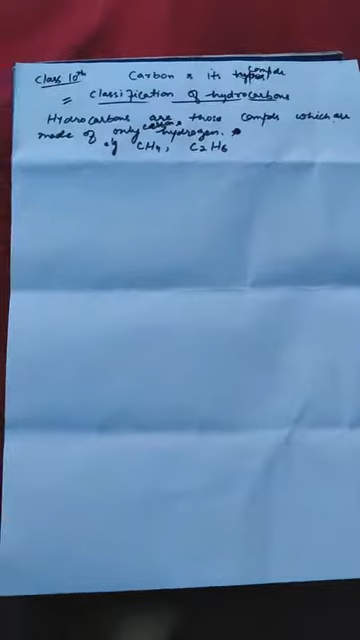 Class 10th Carbon & its compds
= Classification of hydrocarbons
Hydrocarbons are those compds which are
made of only carbon & hydrogen.
eg CH4, C2H6